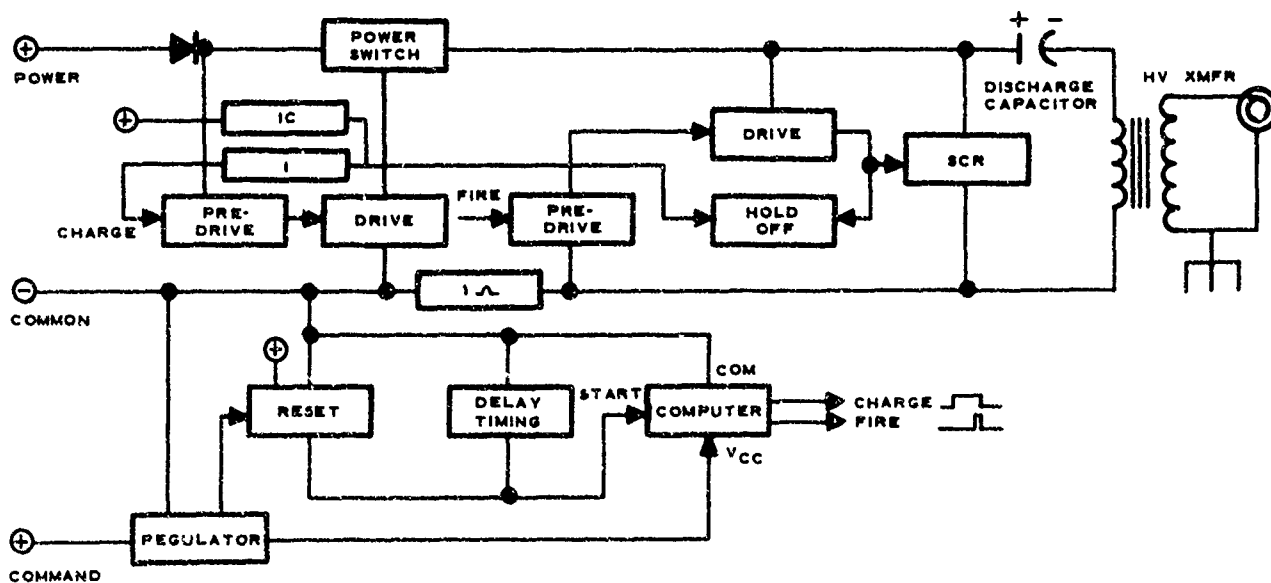 POWER
POWER
SWITCH
+ -
DISCHARGE
CAPACITOR
HV XMFR
IC
I
DRIVE
SCR
CHARGE
PRE-
DRIVE
DRIVE
FIRE
PRE-
DRIVE
HOLD
OFF
COMMON
RESET
DELAY
TIMING
START
COM
COMPUTER
VCC
CHARGE
FIRE
PEGULATOR
COMMAND